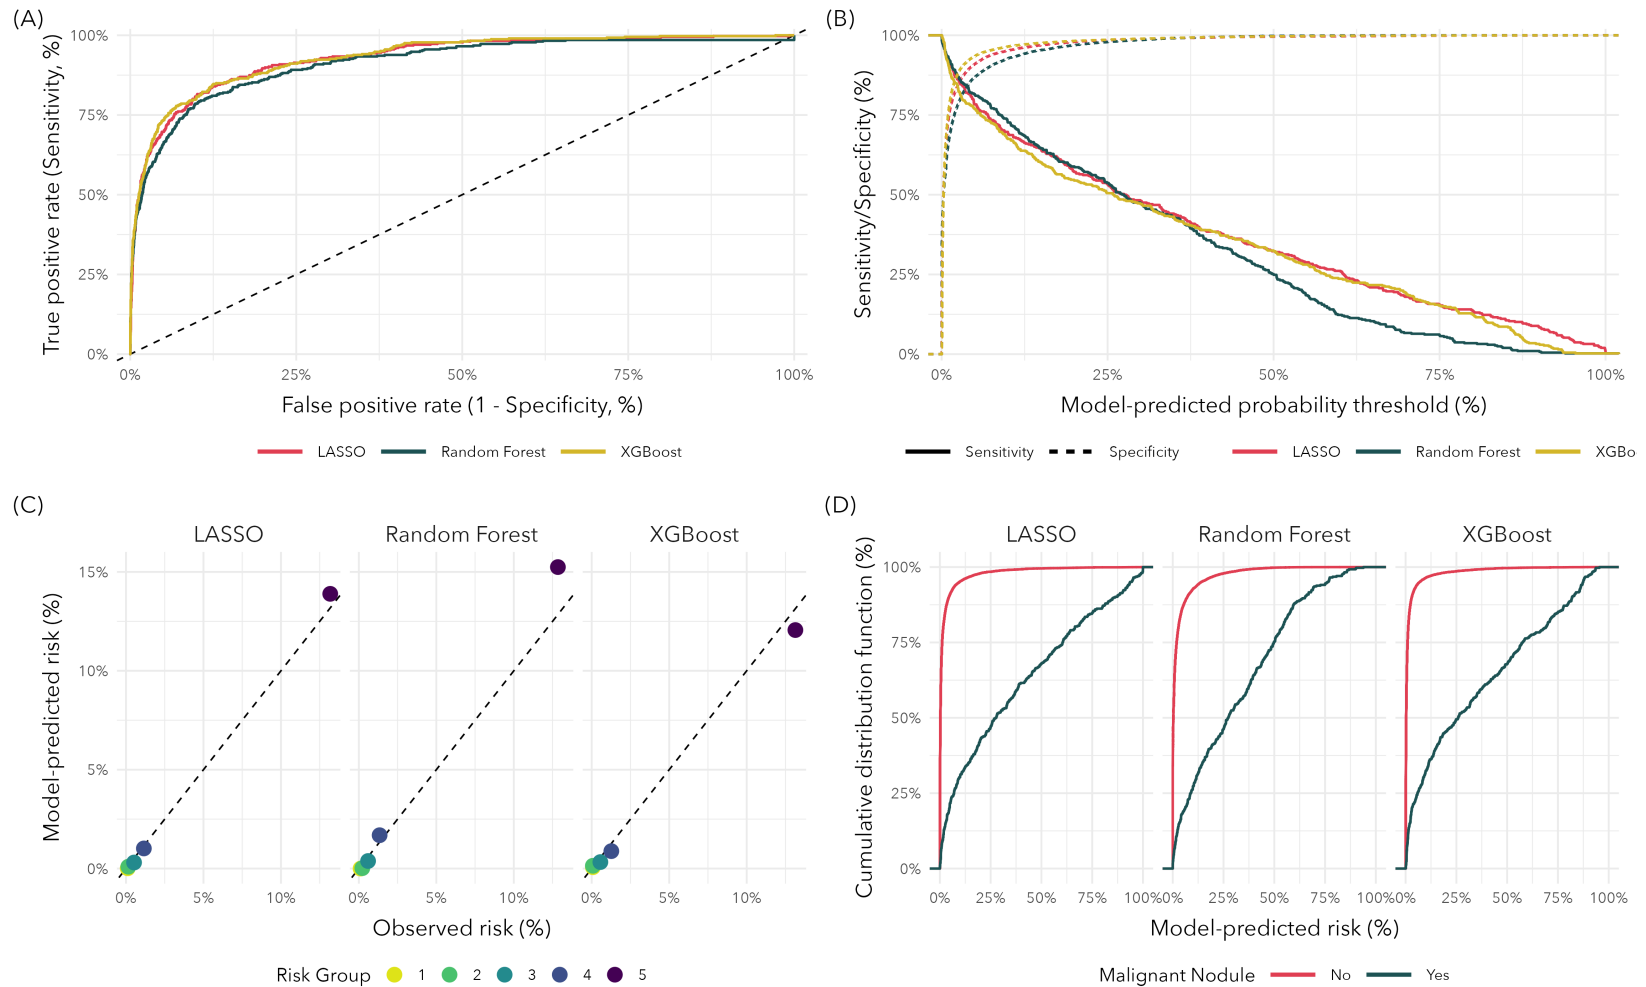 (A)
True positive rate (Sensitivity, %)
100%
75%
50%
25%
0%
0% 25% 50% 75% 100%
False positive rate (1 - Specificity, %)
LASSO Random Forest XGBoost
(B)
Sensitivity/Specificity (%)
100%
75%
50%
25%
0%
0% 25% 50% 75% 100%
Model-predicted probability threshold (%)
Sensitivity Specificity LASSO Random Forest XGBo
(C)
LASSO Random Forest XGBoost
Model-predicted risk (%)
15%
10%
5%
0%
0% 5% 10% 0% 5% 10% 0% 5% 10%
Observed risk (%)
Risk Group 1 2 3 4 5
(D)
LASSO Random Forest XGBoost
Cumulative distribution function (%)
100%
75%
50%
25%
0%
0% 25% 50% 75% 100% 0% 25% 50% 75% 100% 0% 25% 50% 75% 100%
Model-predicted risk (%)
Malignant Nodule No Yes